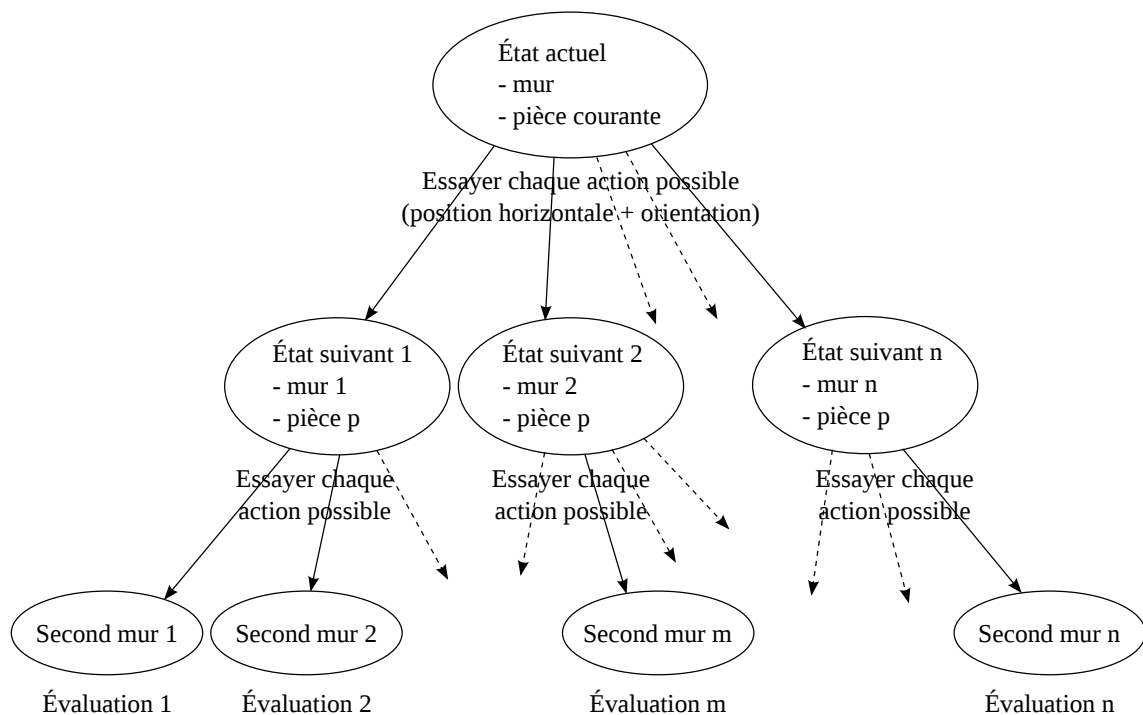 État actuel
- mur
- pièce courante
Essayer chaque action possible
(position horizontale + orientation)
État suivant 1
- mur 1
- pièce p
État suivant 2
- mur 2
- pièce p
État suivant n
- mur n
- pièce p
Essayer chaque
action possible
Essayer chaque
action possible
Essayer chaque
action possible
Second mur 1
Second mur 2
Second mur m
Second mur n
Évaluation 1
Évaluation 2
Évaluation m
Évaluation n